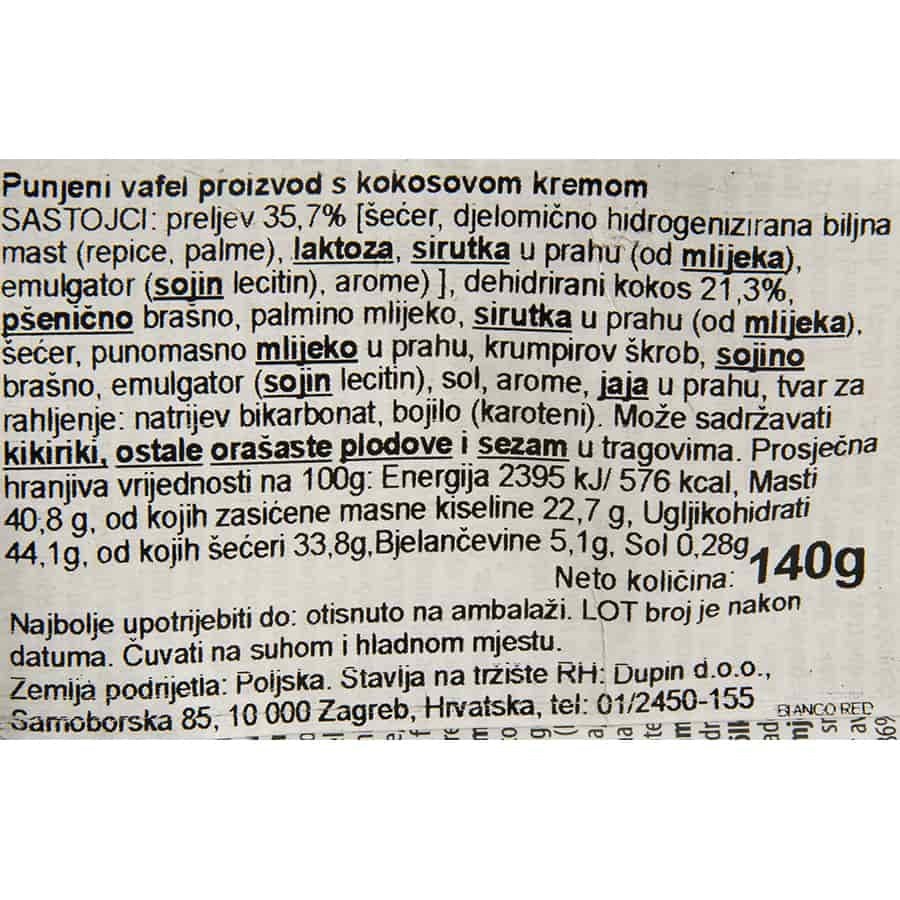 Punjeni vafel proizvod s kokosovom kremom
SASTOJCI: preljev 35,7% [šećer, djelomično hidrogenizirana biljna
mast (repice, palme), laktoza, sirutka u prahu (od mlijeka),
emulgator (sojin lecitin), arome) ], dehidrirani kokos 21,3%,
pšenično brašno, palmino mlijeko, sirutka u prahu (od mlijeka),
šećer, punomasno mlijeko u prahu, krumpirov škrob, sojino
brašno, emulgator (sojin lecitin), sol, arome, jaja u prahu, tvar za
rahljenje: natrijev bikarbonat, bojilo (karoteni). Može sadržavati
kikiriki, ostale orašaste plodove i sezam u tragovima. Prosječna
hranjiva vrijednosti na 100g: Energija 2395 kJ/ 576 kcal, Masti
40,8 g, od kojih zasićene masne kiseline 22,7 g, Ugljikohidrati
44,1g, od kojih šećeri 33,8g,Bjelančevine 5,1g, Sol 0,28g
Neto količina: 140g
Najbolje upotrijebiti do: otisnuto na ambalaži. LOT broj je nakon
datuma. Čuvati na suhom i hladnom mjestu.
Zemlja podrijetla: Poljska. Stavlja na tržište RH: Dupin d.o.o.,
Samoborska 85, 10 000 Zagreb, Hrvatska, tel: 01/2450-155
BIANCO RED